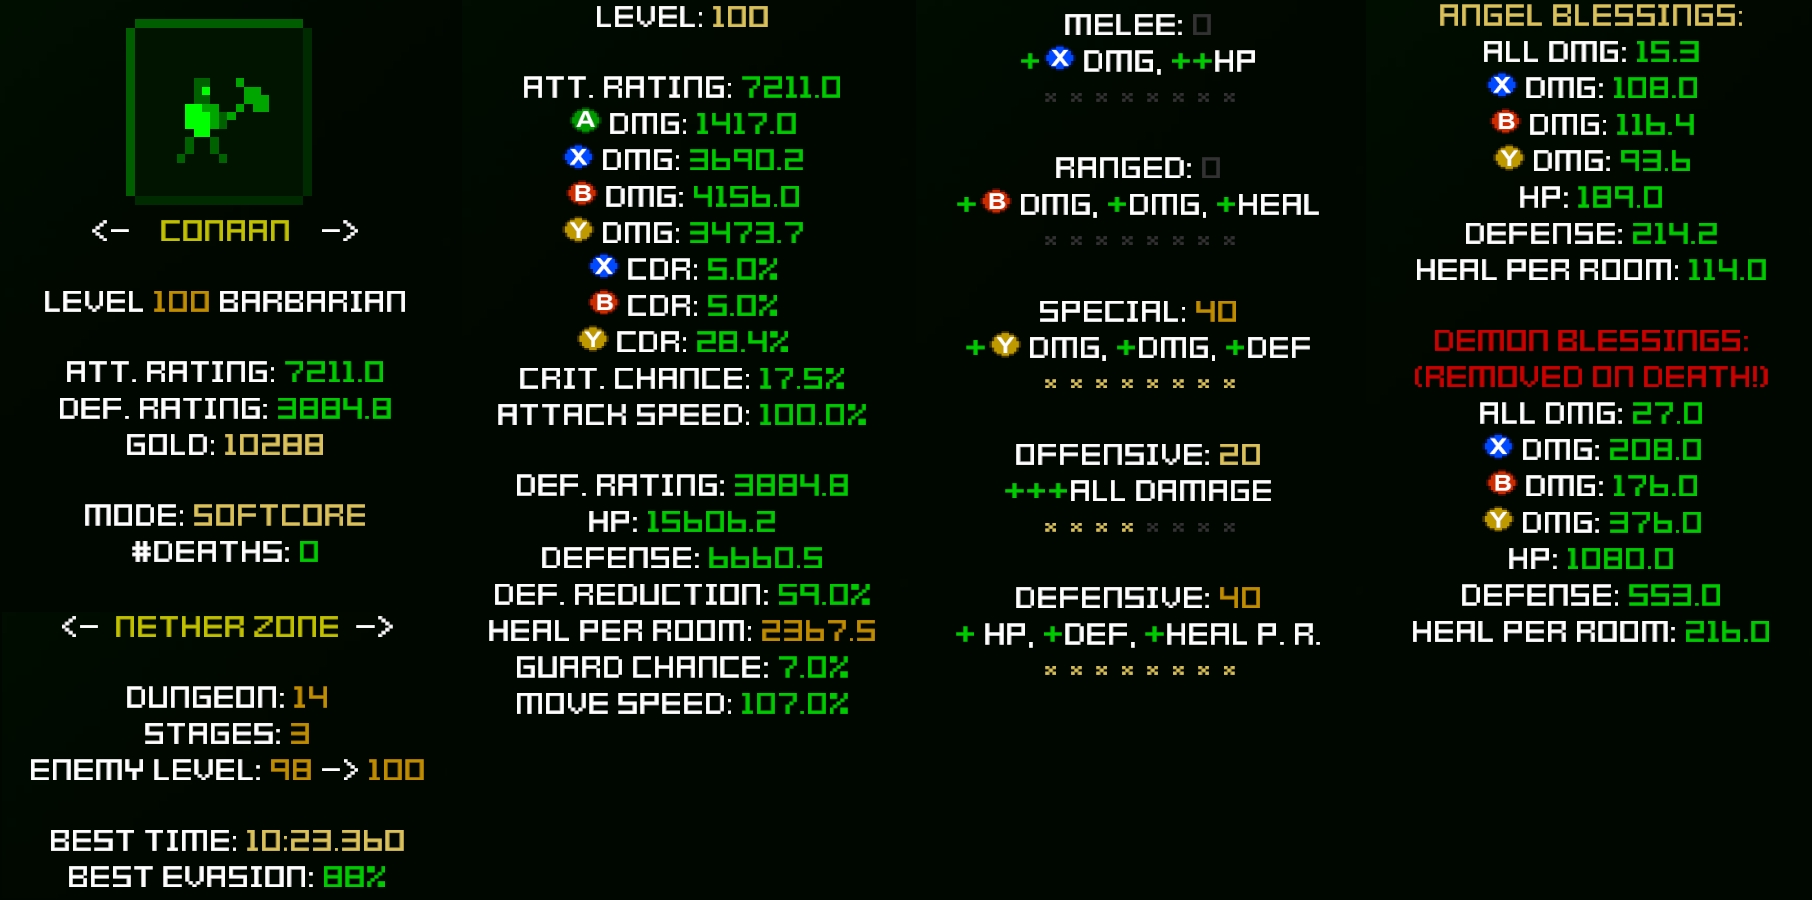 <- CONAAN ->
LEVEL 100 BARBARIAN
ATT. RATING: 7211.0
DEF. RATING: 3884.8
GOLD: 10288
MODE: SOFTCORE
#DEATHS: 0
<- NETHER ZONE ->
DUNGEON: 14
STAGES: 3
ENEMY LEVEL: 98 -> 100
BEST TIME: 10:23.360
BEST EVASION: 88%
LEVEL: 100
ATT. RATING: 7211.0
A DMG: 1417.0
X DMG: 3690.2
B DMG: 4156.0
Y DMG: 3473.7
X CDR: 5.0%
B CDR: 5.0%
Y CDR: 28.4%
CRIT. CHANCE: 17.5%
ATTACK SPEED: 100.0%
DEF. RATING: 3884.8
HP: 15606.2
DEFENSE: 6660.5
DEF. REDUCTION: 59.0%
HEAL PER ROOM: 2367.5
GUARD CHANCE: 7.0%
MOVE SPEED: 107.0%
MELEE: 0
+ X DMG, ++HP
x x x x x x x x
RANGED: 0
+ B DMG, +DMG, +HEAL
x x x x x x x x
SPECIAL: 40
+ Y DMG, +DMG, +DEF
x x x x x x x x
OFFENSIVE: 20
+++ALL DAMAGE
x x x x x x x x
DEFENSIVE: 40
+ HP, +DEF, +HEAL P. R.
x x x x x x x x
ANGEL BLESSINGS:
ALL DMG: 15.3
X DMG: 108.0
B DMG: 116.4
Y DMG: 93.6
HP: 189.0
DEFENSE: 214.2
HEAL PER ROOM: 114.0
DEMON BLESSINGS:
(REMOVED ON DEATH!)
ALL DMG: 27.0
X DMG: 208.0
B DMG: 176.0
Y DMG: 376.0
HP: 1080.0
DEFENSE: 553.0
HEAL PER ROOM: 216.0